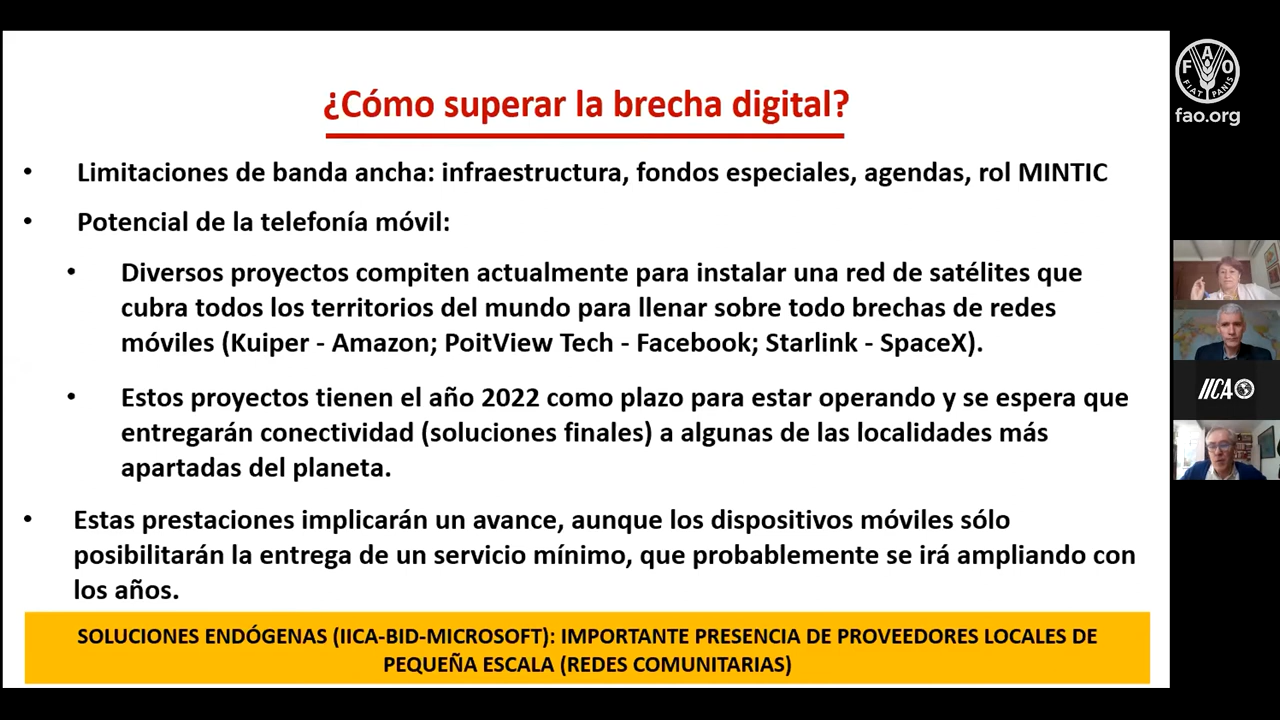 ¿Cómo superar la brecha digital?
• Limitaciones de banda ancha: infraestructura, fondos especiales, agendas, rol MINTIC
• Potencial de la telefonía móvil:
• Diversos proyectos compiten actualmente para instalar una red de satélites que
cubra todos los territorios del mundo para llenar sobre todo brechas de redes
móviles (Kuiper - Amazon; PoitView Tech - Facebook; Starlink - SpaceX).
• Estos proyectos tienen el año 2022 como plazo para estar operando y se espera que
entregarán conectividad (soluciones finales) a algunas de las localidades más
apartadas del planeta.
• Estas prestaciones implicarán un avance, aunque los dispositivos móviles sólo
posibilitarán la entrega de un servicio mínimo, que probablemente se irá ampliando con
los años.
SOLUCIONES ENDÓGENAS (IICA-BID-MICROSOFT): IMPORTANTE PRESENCIA DE PROVEEDORES LOCALES DE
PEQUEÑA ESCALA (REDES COMUNITARIAS)
FAO
FIAT PANIS
fao.org
IICA